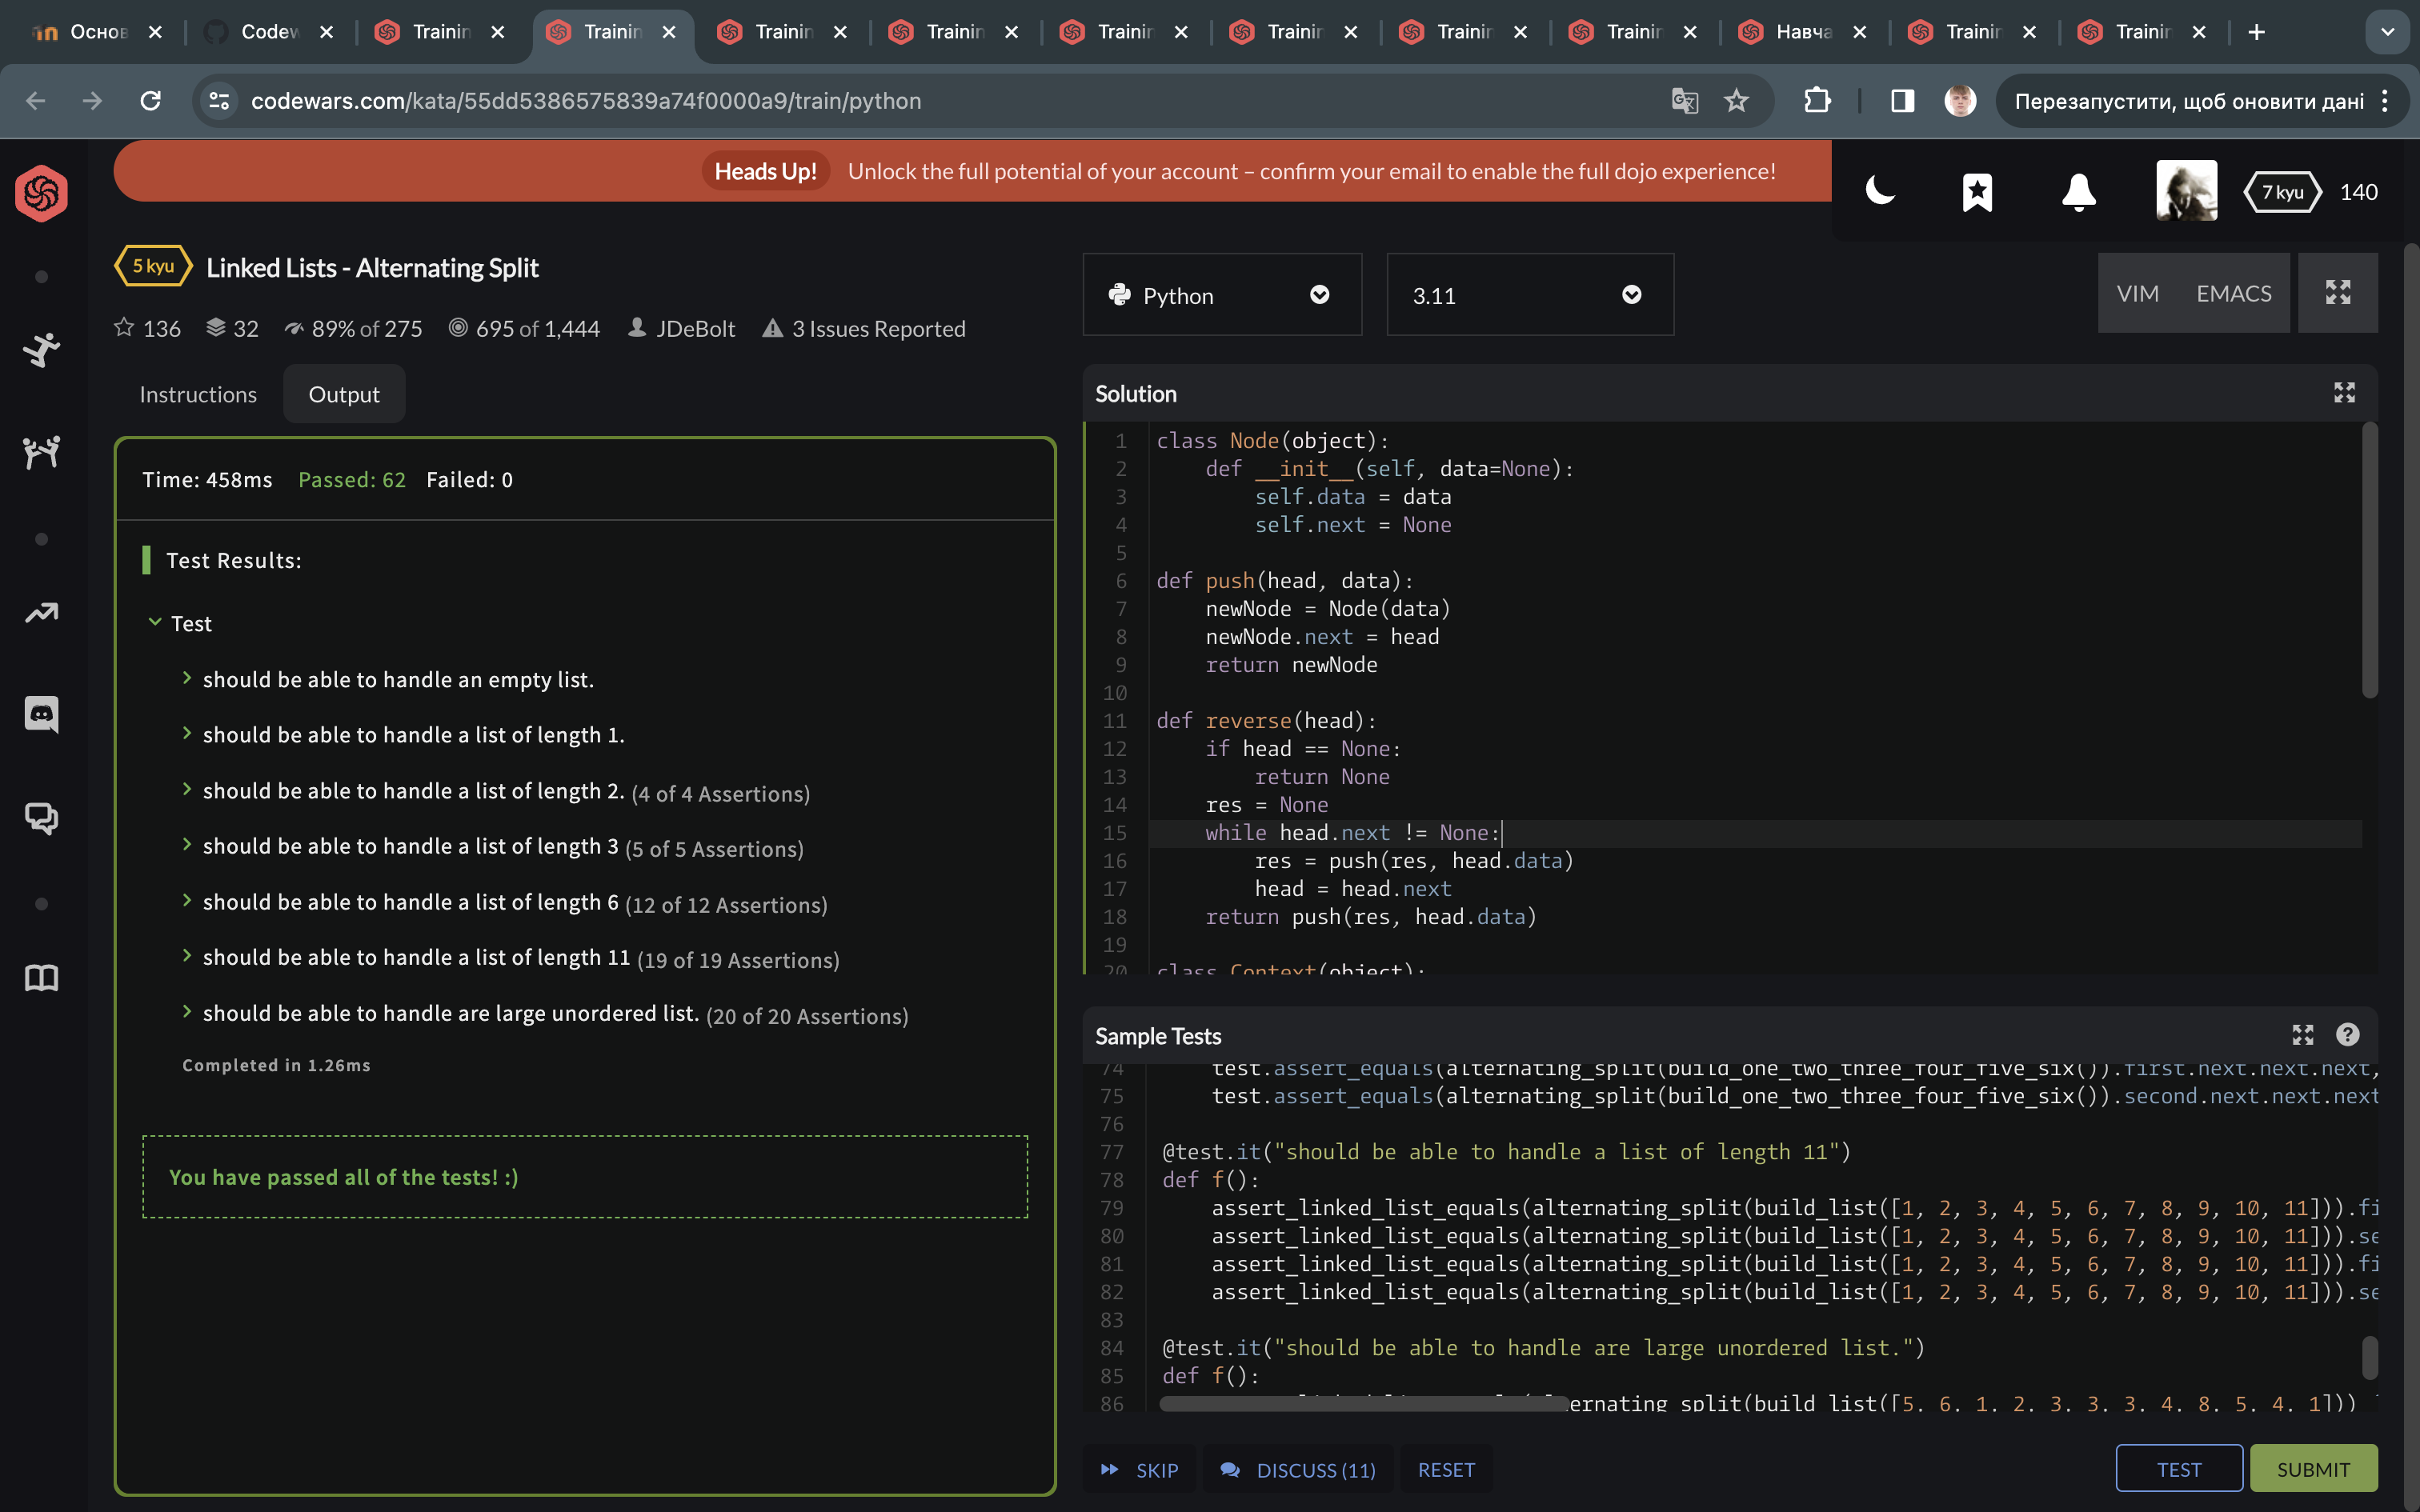 Основ
Codew
Trainin
Trainin
Trainin
Trainin
Trainin
Trainin
Trainin
Trainin
Навча
Trainin
Trainin
codewars.com/kata/55dd5386575839a74f0000a9/train/python
Перезапустити, щоб оновити дані
Heads Up! Unlock the full potential of your account – confirm your email to enable the full dojo experience!
7 kyu 140
5 kyu Linked Lists - Alternating Split
136 32 89% of 275 695 of 1,444 JDeBolt 3 Issues Reported
Instructions Output
Time: 458ms Passed: 62 Failed: 0
Test Results:
Test
should be able to handle an empty list.
should be able to handle a list of length 1.
should be able to handle a list of length 2. (4 of 4 Assertions)
should be able to handle a list of length 3 (5 of 5 Assertions)
should be able to handle a list of length 6 (12 of 12 Assertions)
should be able to handle a list of length 11 (19 of 19 Assertions)
should be able to handle are large unordered list. (20 of 20 Assertions)
Completed in 1.26ms
You have passed all of the tests! :)
Python 3.11 VIM EMACS
Solution
1 class Node(object):
2 def __init__(self, data=None):
3 self.data = data
4 self.next = None
5
6 def push(head, data):
7 newNode = Node(data)
8 newNode.next = head
9 return newNode
10
11 def reverse(head):
12 if head == None:
13 return None
14 res = None
15 while head.next != None:
16 res = push(res, head.data)
17 head = head.next
18 return push(res, head.data)
19
20 class Context(object):
Sample Tests
74 test.assert_equals(alternating_split(build_one_two_three_four_five_six()).first.next.next.next,
75 test.assert_equals(alternating_split(build_one_two_three_four_five_six()).second.next.next.next
76
77 @test.it("should be able to handle a list of length 11")
78 def f():
79 assert_linked_list_equals(alternating_split(build_list([1, 2, 3, 4, 5, 6, 7, 8, 9, 10, 11])).fi
80 assert_linked_list_equals(alternating_split(build_list([1, 2, 3, 4, 5, 6, 7, 8, 9, 10, 11])).se
81 assert_linked_list_equals(alternating_split(build_list([1, 2, 3, 4, 5, 6, 7, 8, 9, 10, 11])).fi
82 assert_linked_list_equals(alternating_split(build_list([1, 2, 3, 4, 5, 6, 7, 8, 9, 10, 11])).se
83
84 @test.it("should be able to handle are large unordered list.")
85 def f():
86 ernating_split(build_list([5, 6, 1, 2, 3, 3, 3, 4, 8, 5, 4, 1]))
SKIP DISCUSS (11) RESET TEST SUBMIT